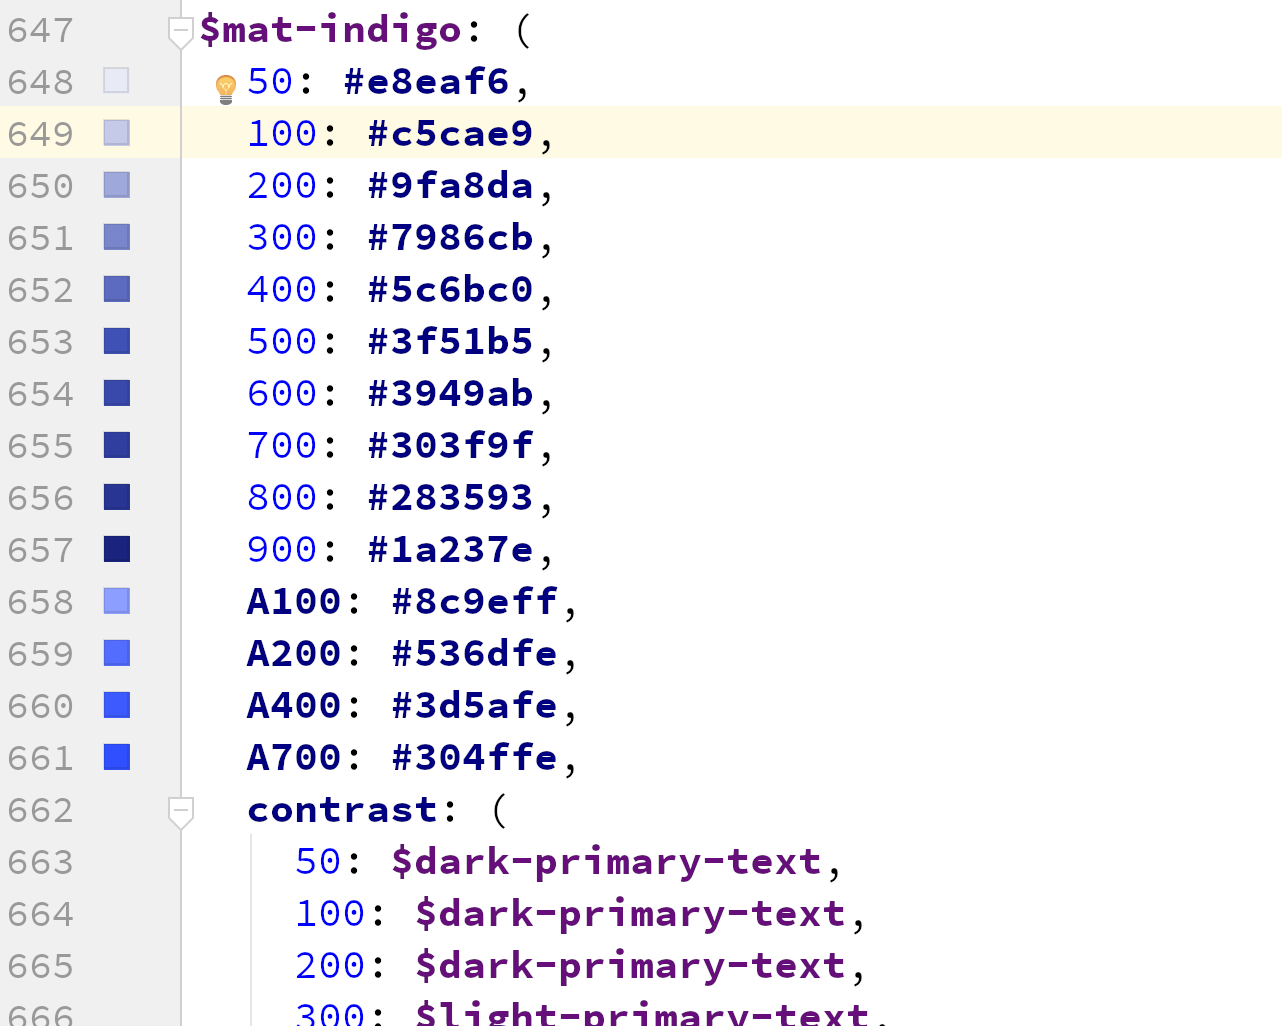 647 $mat-indigo: (
648 50: #e8eaf6,
649 100: #c5cae9,
650 200: #9fa8da,
651 300: #7986cb,
652 400: #5c6bc0,
653 500: #3f51b5,
654 600: #3949ab,
655 700: #303f9f,
656 800: #283593,
657 900: #1a237e,
658 A100: #8c9eff,
659 A200: #536dfe,
660 A400: #3d5afe,
661 A700: #304ffe,
662 contrast: (
663 50: $dark-primary-text,
664 100: $dark-primary-text,
665 200: $dark-primary-text,
666 300: $light-primary-text,